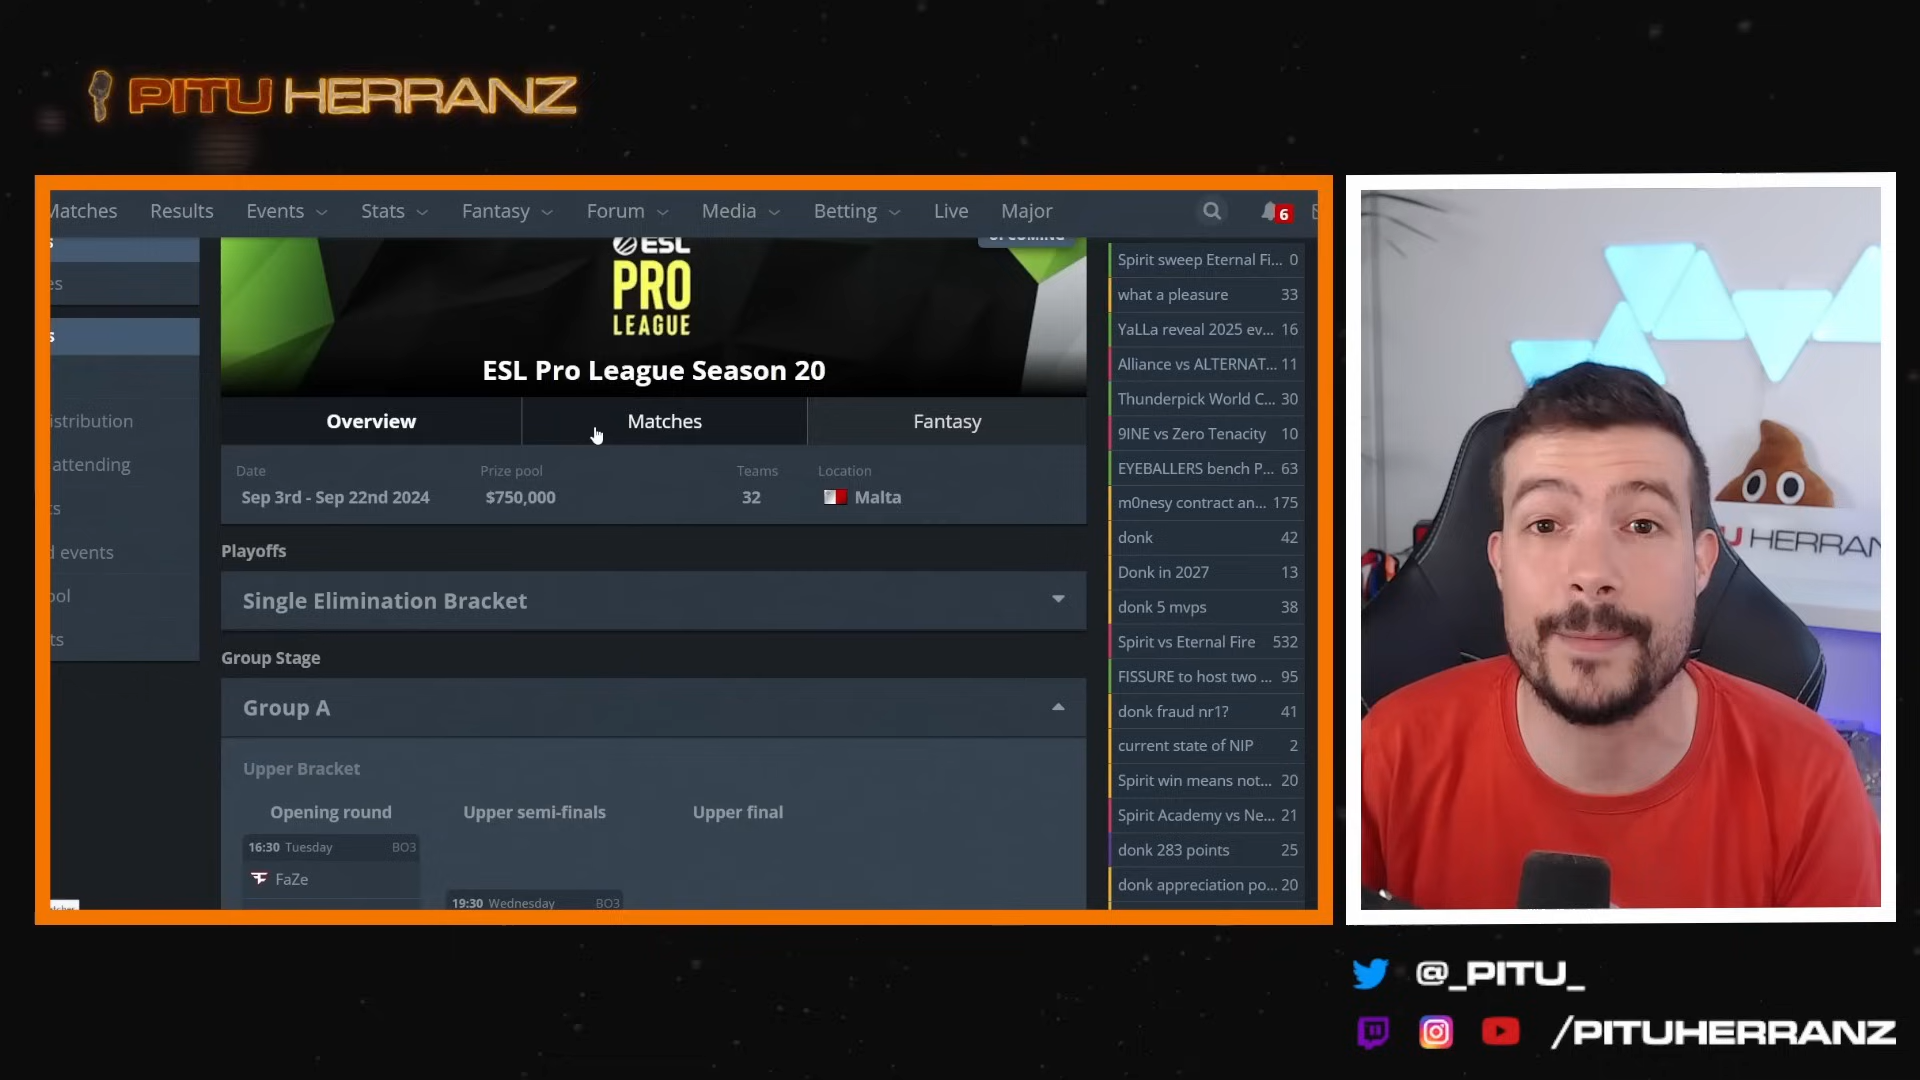 PITU HERRANZ
Matches Results Events Stats Fantasy Forum Media Betting Live Major 6
ESL
PRO
LEAGUE
ESL Pro League Season 20
Overview Matches Fantasy
Date Prize pool Teams Location
Sep 3rd - Sep 22nd 2024 $750,000 32 Malta
Playoffs
Single Elimination Bracket
Group Stage
Group A
Upper Bracket
Opening round Upper semi-finals Upper final
16:30 Tuesday BO3
FaZe
19:30 Wednesday BO3
s
es
s
istribution
attending
ts
d events
ool
ts
UPCOMING
Spirit sweep Eternal Fi... 0
what a pleasure 33
YaLLa reveal 2025 ev... 16
Alliance vs ALTERNAT... 11
Thunderpick World C... 30
9INE vs Zero Tenacity 10
EYEBALLERS bench P... 63
m0nesy contract an... 175
donk 42
Donk in 2027 13
donk 5 mvps 38
Spirit vs Eternal Fire 532
FISSURE to host two ... 95
donk fraud nr1? 41
current state of NIP 2
Spirit win means not... 20
Spirit Academy vs Ne... 21
donk 283 points 25
donk appreciation po... 20
U HERRAN
@_PITU_
/PITUHERRANZ